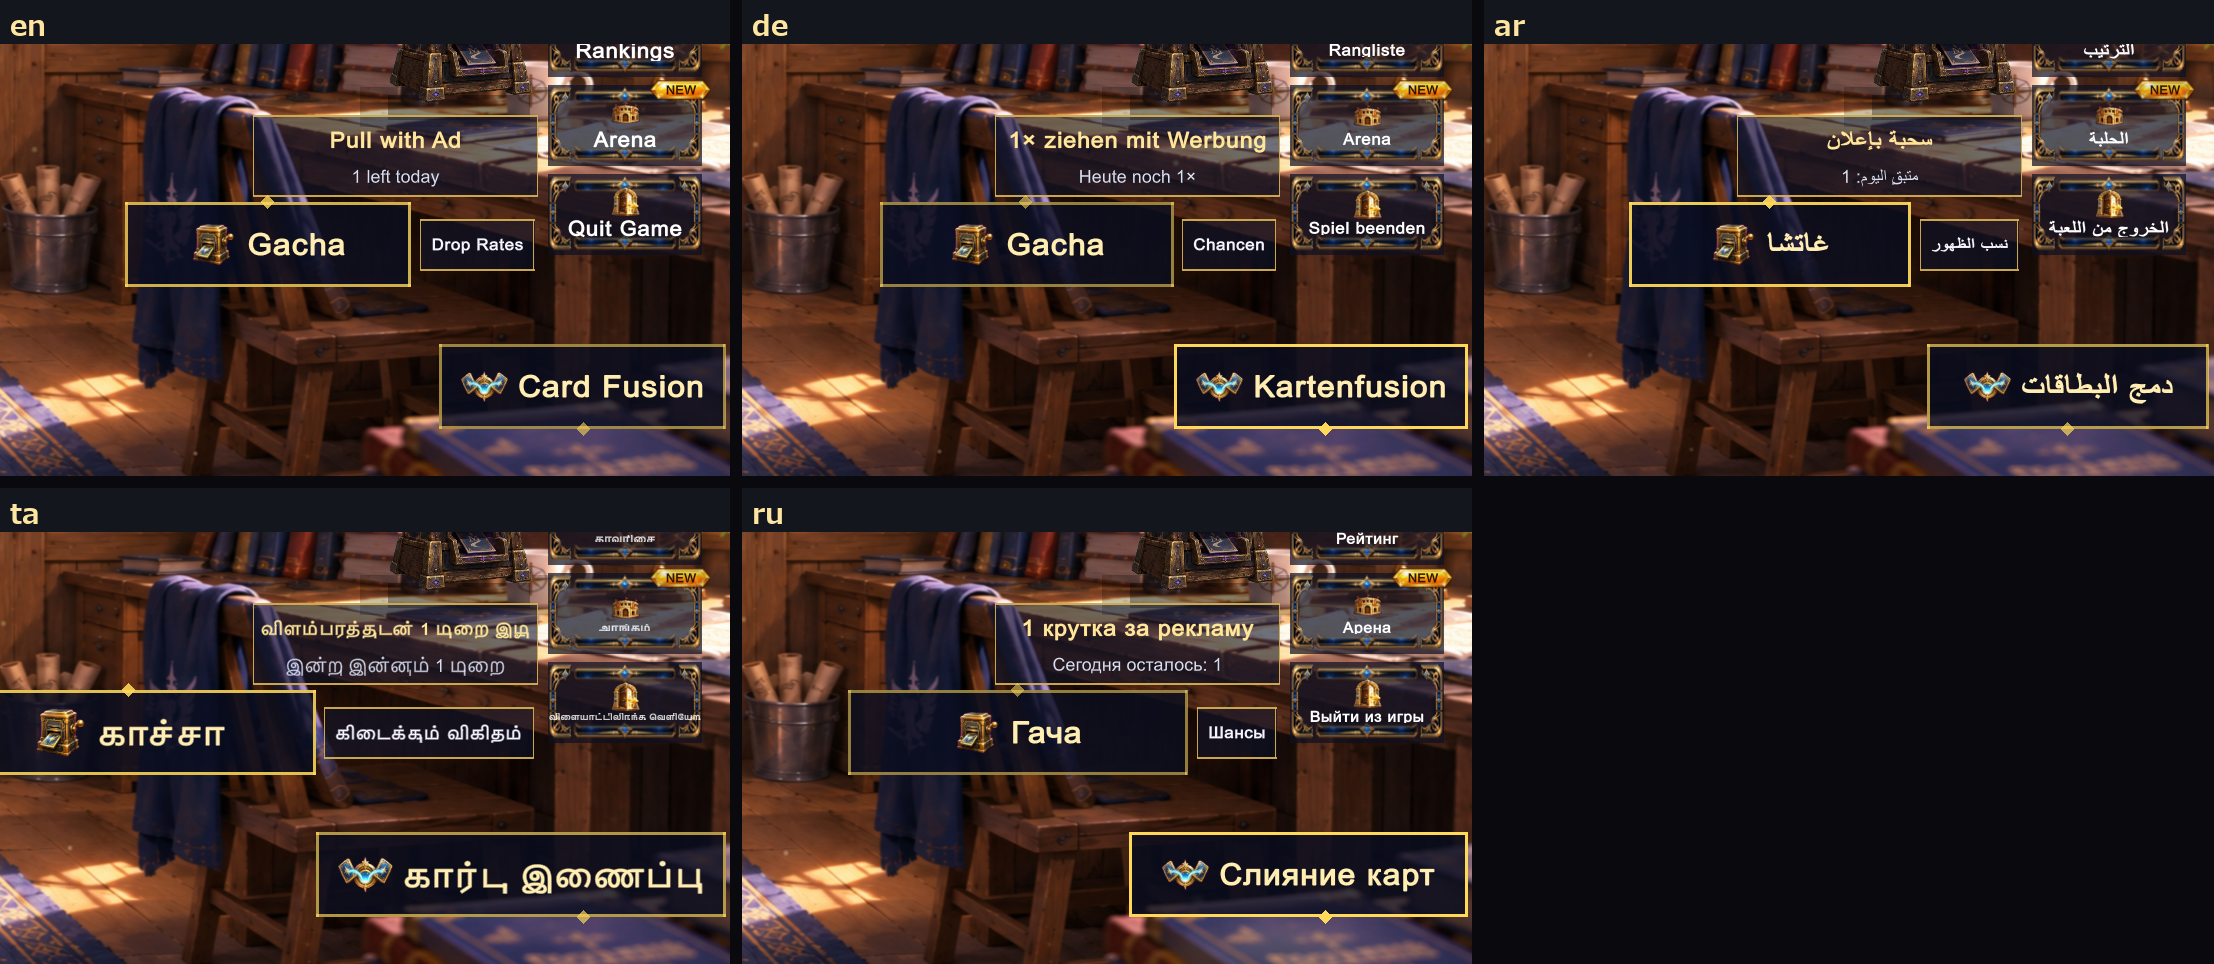 en
Rankings
NEW
Arena
Pull with Ad
1 left today
Quit Game
Gacha
Drop Rates
Card Fusion
de
Rangliste
NEW
Arena
1× ziehen mit Werbung
Heute noch 1×
Spiel beenden
Gacha
Chancen
Kartenfusion
ar
الترتيب
NEW
الحلبة
سحبة بإعلان
متبقٍ اليوم: 1
الخروج من اللعبة
غاتشا
نسب الظهور
دمج البطاقات
ta
NEW
அரங்கம்
விளம்பரத்துடன் 1 முறை இழு
இன்று இன்னும் 1 முறை
காச்சா
கிடைக்கும் விகிதம்
கார்டு இணைப்பு
ru
Рейтинг
NEW
Арена
1 крутка за рекламу
Сегодня осталось: 1
Выйти из игры
Гача
Шансы
Слияние карт